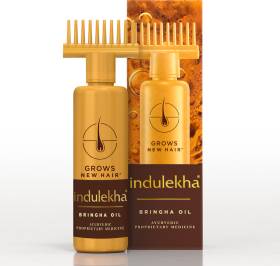 GROWS
NEW HAIR*
indulekha®
BRINGHA OIL
AYURVEDIC
PROPRIETARY MEDICINE
GROWS
NEW HAIR*
indulekha®
BRINGHA OIL
AYURVEDIC
PROPRIETARY MEDICINE